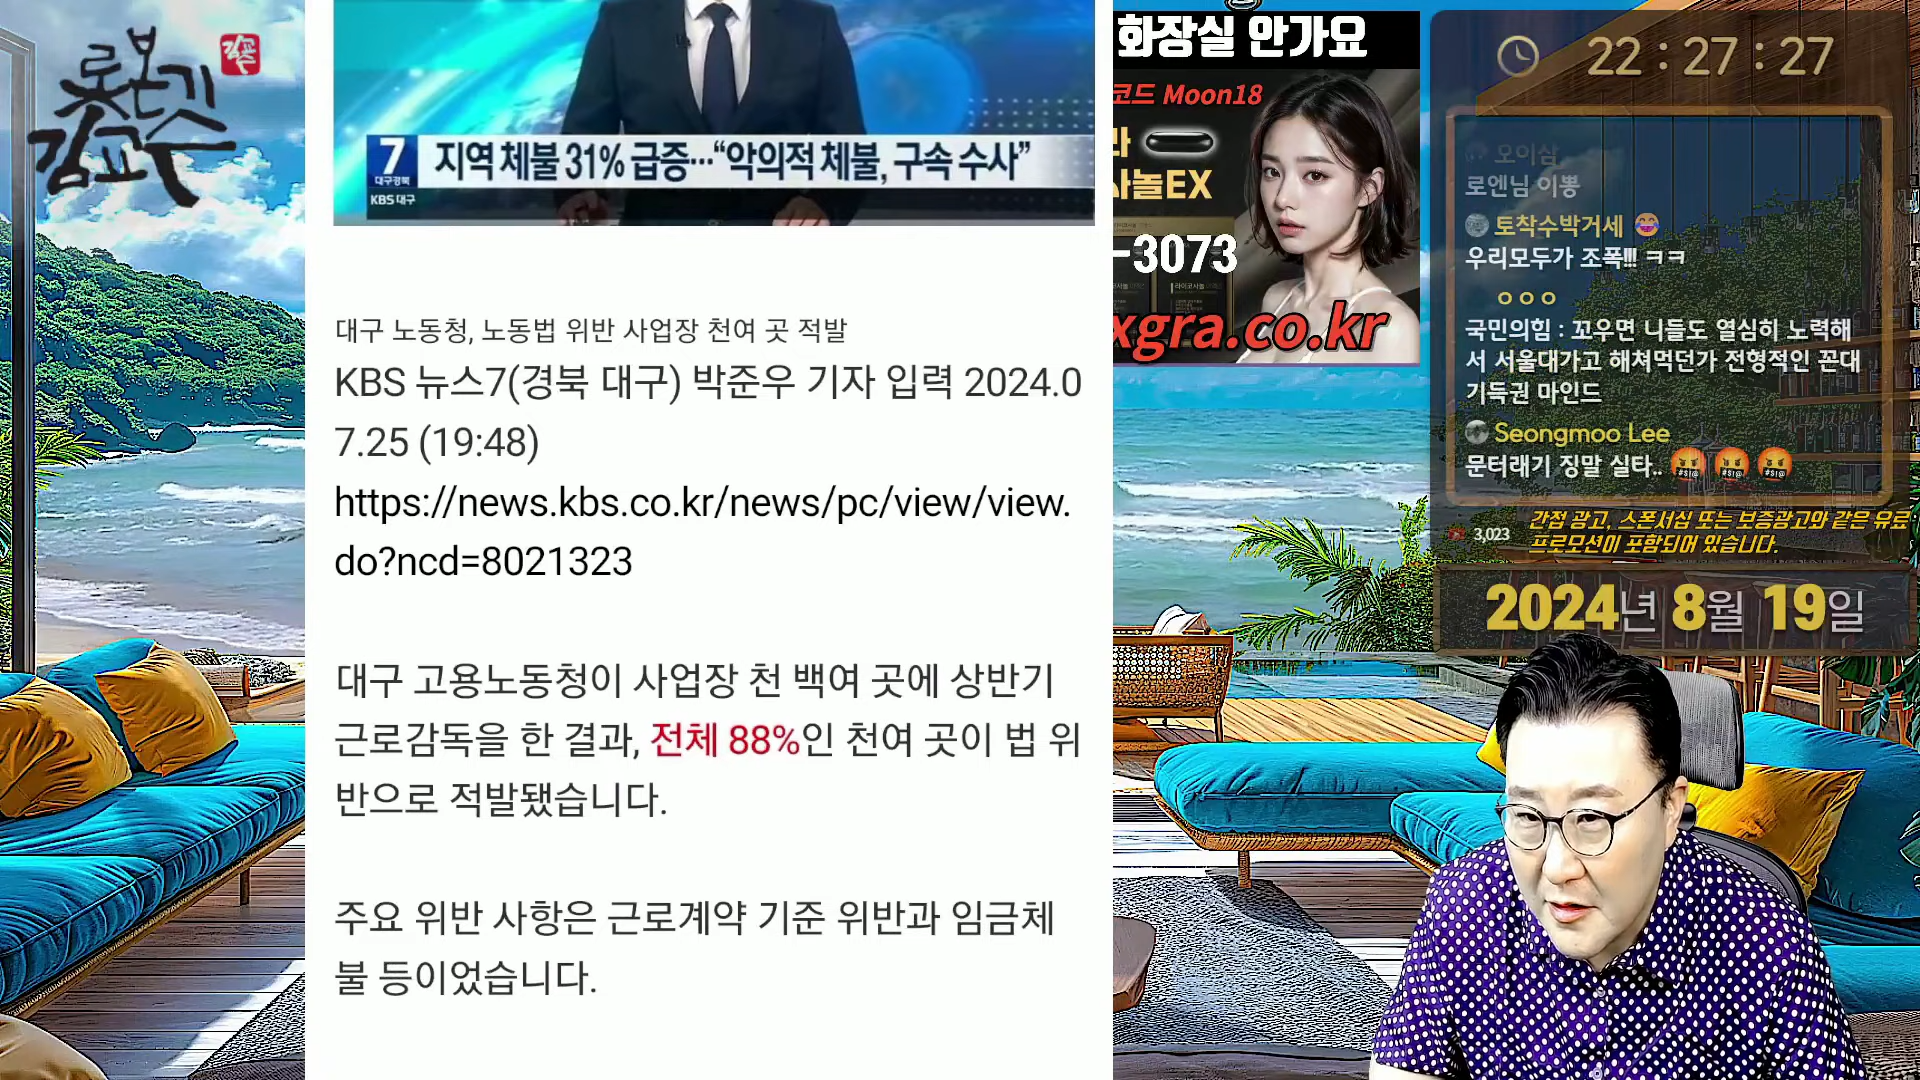 로보는
김교수
지역 체불 31% 급증…“악의적 체불, 구속 수사”
7
대구경북
KBS 대구
대구 노동청, 노동법 위반 사업장 천여 곳 적발
KBS 뉴스7(경북 대구) 박준우 기자 입력 2024.0
7.25 (19:48)
https://news.kbs.co.kr/news/pc/view/view.
do?ncd=8021323
대구 고용노동청이 사업장 천 백여 곳에 상반기
근로감독을 한 결과, 전체 88%인 천여 곳이 법 위
반으로 적발됐습니다.
주요 위반 사항은 근로계약 기준 위반과 임금체
불 등이었습니다.
화장실 안가요
코드 Moon18
라
사놀EX
-3073
xgra.co.kr
22 : 27 : 27
모이삼
로엔님 이뽕
토착수박거세
우리모두가 조폭!!! ㅋㅋ
ㅇㅇㅇ
국민의힘 : 꼬우면 니들도 열심히 노력해
서 서울대가고 해쳐먹던가 전형적인 꼰대
기득권 마인드
Seongmoo Lee
문터래기 징말 실타..
3,023
간접 광고, 스폰서십 또는 보증광고와 같은 유료
프로모션이 포함되어 있습니다.
2024년 8월 19일